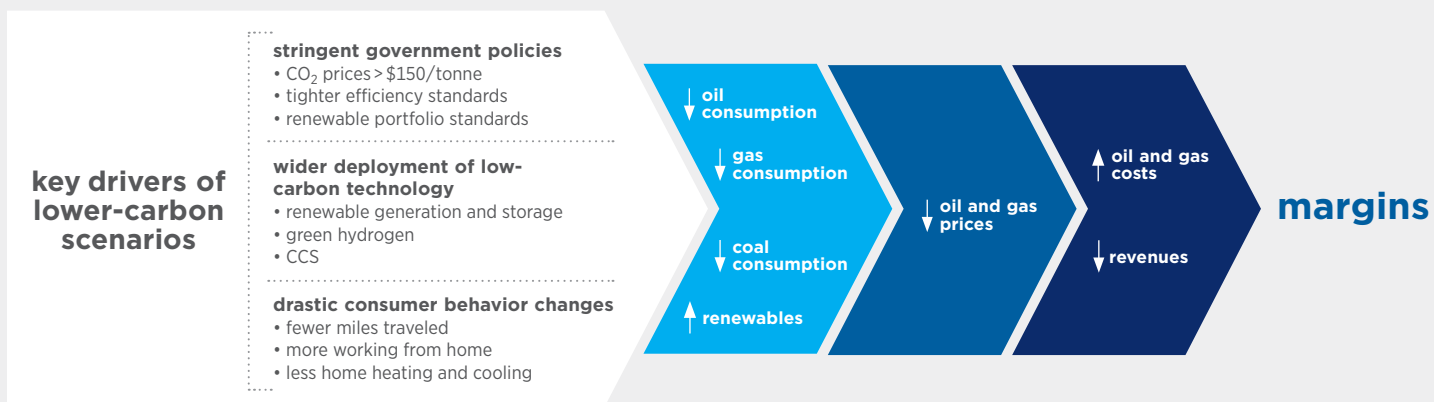 key drivers of
lower-carbon
scenarios
stringent government policies
• CO₂ prices > $150/tonne
• tighter efficiency standards
• renewable portfolio standards
wider deployment of low-
carbon technology
• renewable generation and storage
• green hydrogen
• CCS
drastic consumer behavior changes
• fewer miles traveled
• more working from home
• less home heating and cooling
↓ oil
consumption
↓ gas
consumption
↓ coal
consumption
↑ renewables
↓ oil and gas
prices
↑ oil and gas
costs
↓ revenues
margins